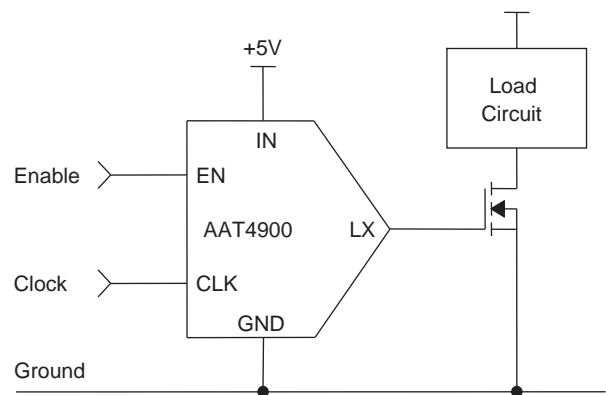 +5V
Load
Circuit
IN
Enable
EN
AAT4900
LX
Clock
CLK
GND
Ground